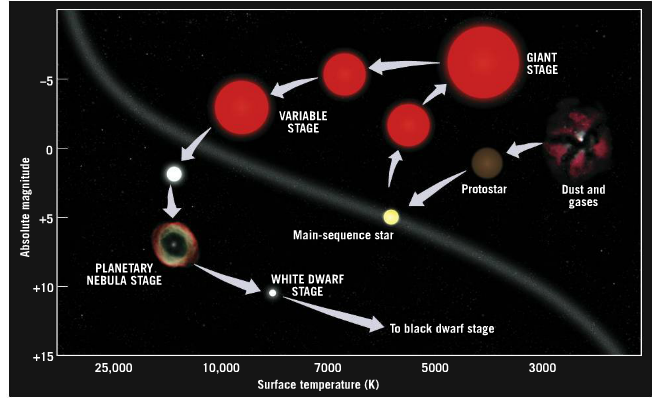 −5
0
+5
+10
+15
Absolute magnitude
GIANT
STAGE
VARIABLE
STAGE
Protostar
Dust and
gases
Main-sequence star
PLANETARY
NEBULA STAGE
WHITE DWARF
STAGE
To black dwarf stage
25,000
10,000
7000
5000
3000
Surface temperature (K)